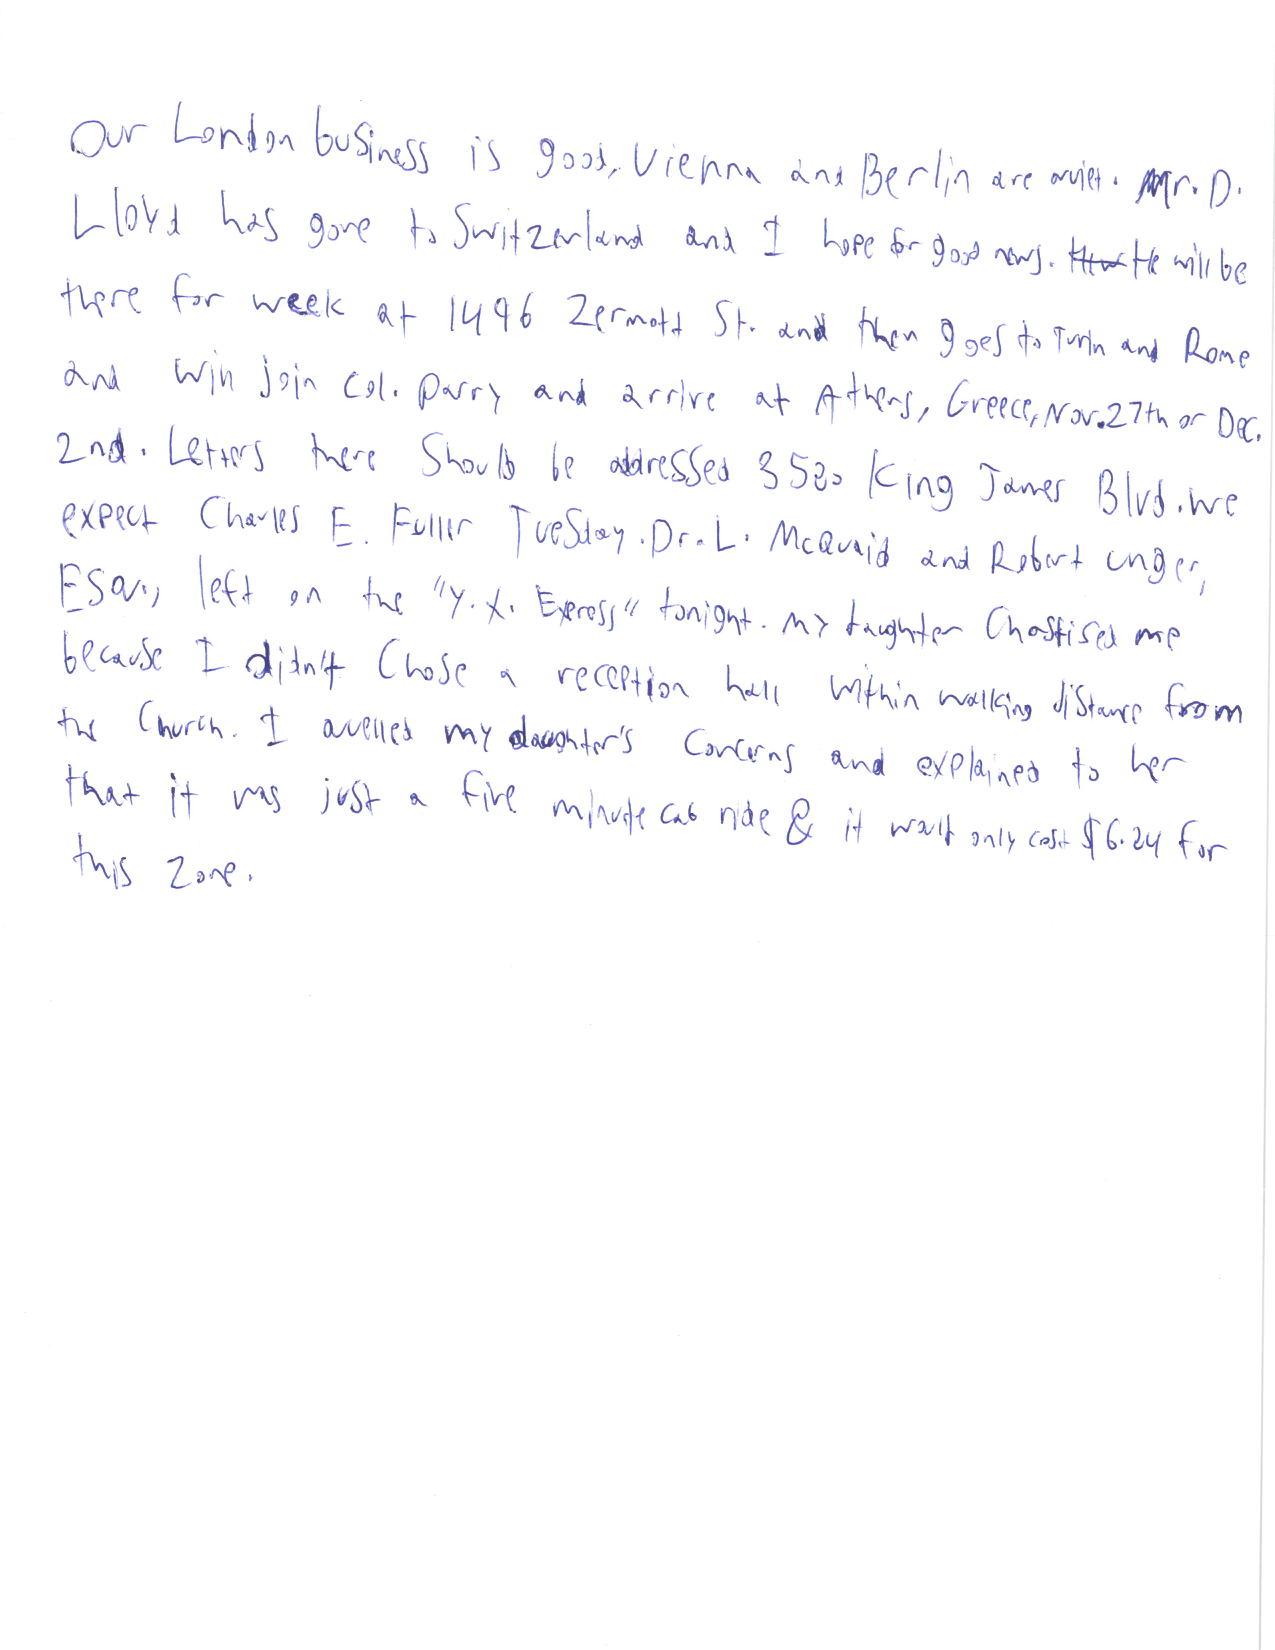 Our London business is good, Vienna and Berlin are quiet. Mr. D.
Lloyd has gone to Switzerland and I hope for good news. He will be
there for week at 1496 Zermott St. and then goes to Turin and Rome
and will join Col. Parry and arrive at Athens, Greece, Nov. 27th or Dec.
2nd. Letters there should be addressed 3580 King James Blvd. We
expect Charles E. Fuller Tuesday. Dr. L. McQuaid and Robert Unger,
Esq., left on the "Y. X. Express" tonight. My daughter chastised me
because I didn't chose a reception hall within walking distance from
the church. I quelled my daughter's concerns and explained to her
that it was just a five minute cab ride & it would only cost $6.24 for
this zone.